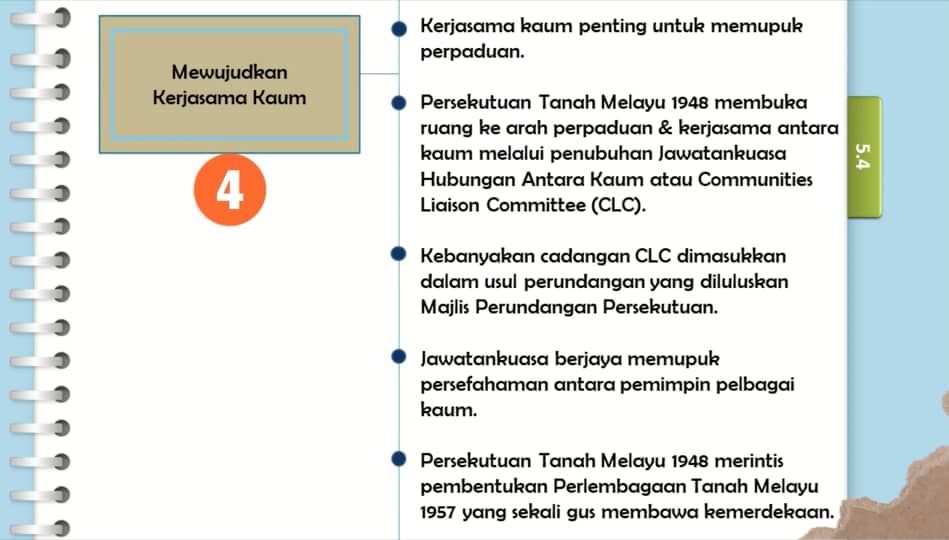 Mewujudkan
Kerjasama Kaum
4
Kerjasama kaum penting untuk memupuk
perpaduan.
Persekutuan Tanah Melayu 1948 membuka
ruang ke arah perpaduan & kerjasama antara
kaum melalui penubuhan Jawatankuasa
Hubungan Antara Kaum atau Communities
Liaison Committee (CLC).
Kebanyakan cadangan CLC dimasukkan
dalam usul perundangan yang diluluskan
Majlis Perundangan Persekutuan.
Jawatankuasa berjaya memupuk
persefahaman antara pemimpin pelbagai
kaum.
Persekutuan Tanah Melayu 1948 merintis
pembentukan Perlembagaan Tanah Melayu
1957 yang sekali gus membawa kemerdekaan.
5.4